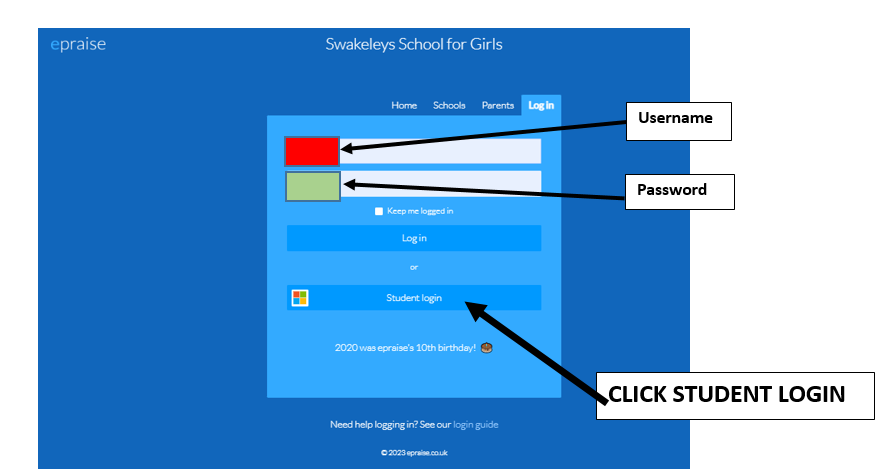 epraise
Swakeleys School for Girls
Home Schools Parents Log in
Username
Password
Keep me logged in
Log in
or
Student login
2020 was epraise's 10th birthday!
CLICK STUDENT LOGIN
Need help logging in? See our login guide
© 2023 epraise.co.uk